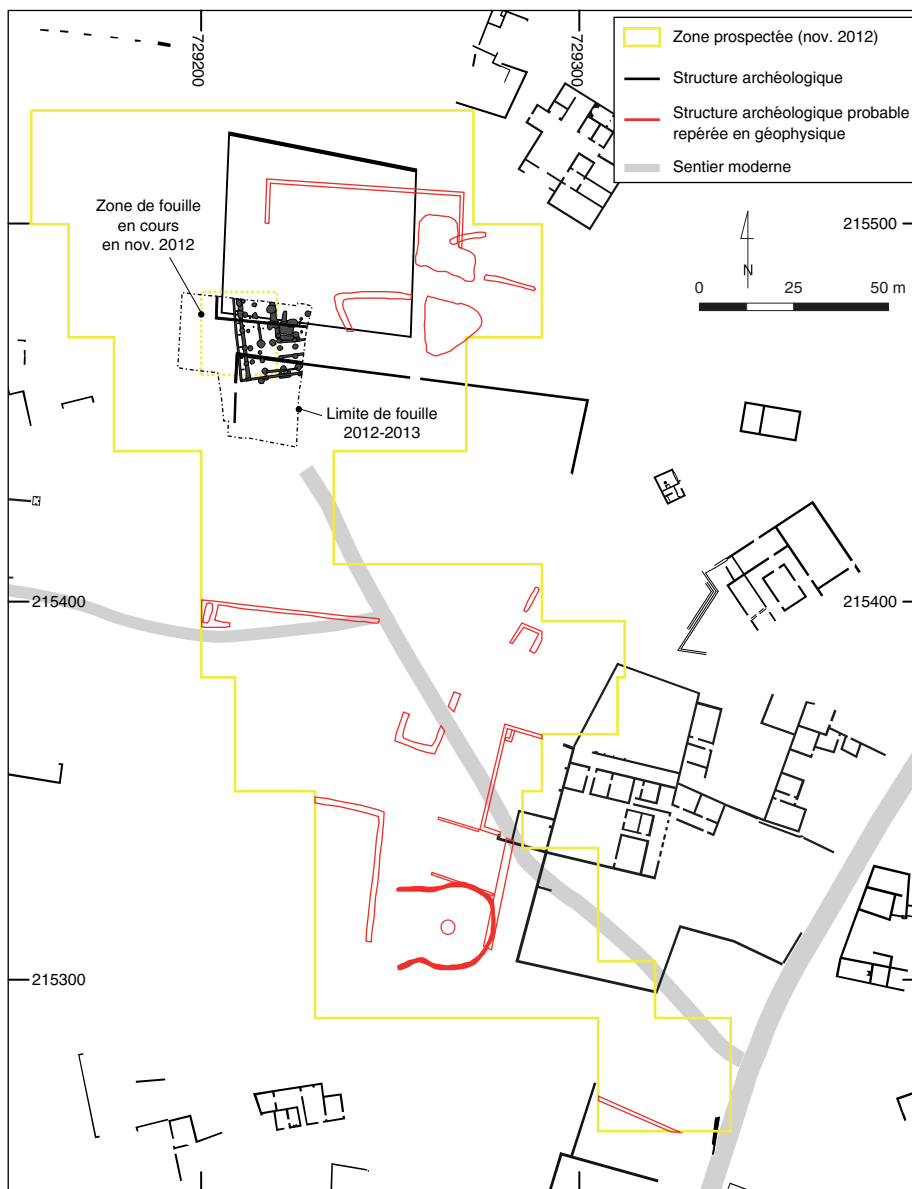 729200
729300
Zone prospectée (nov. 2012)
Structure archéologique
Structure archéologique probable
repérée en géophysique
Sentier moderne
Zone de fouille
en cours
en nov. 2012
215500
N
0 25 50 m
Limite de fouille
2012-2013
215400
215400
215300